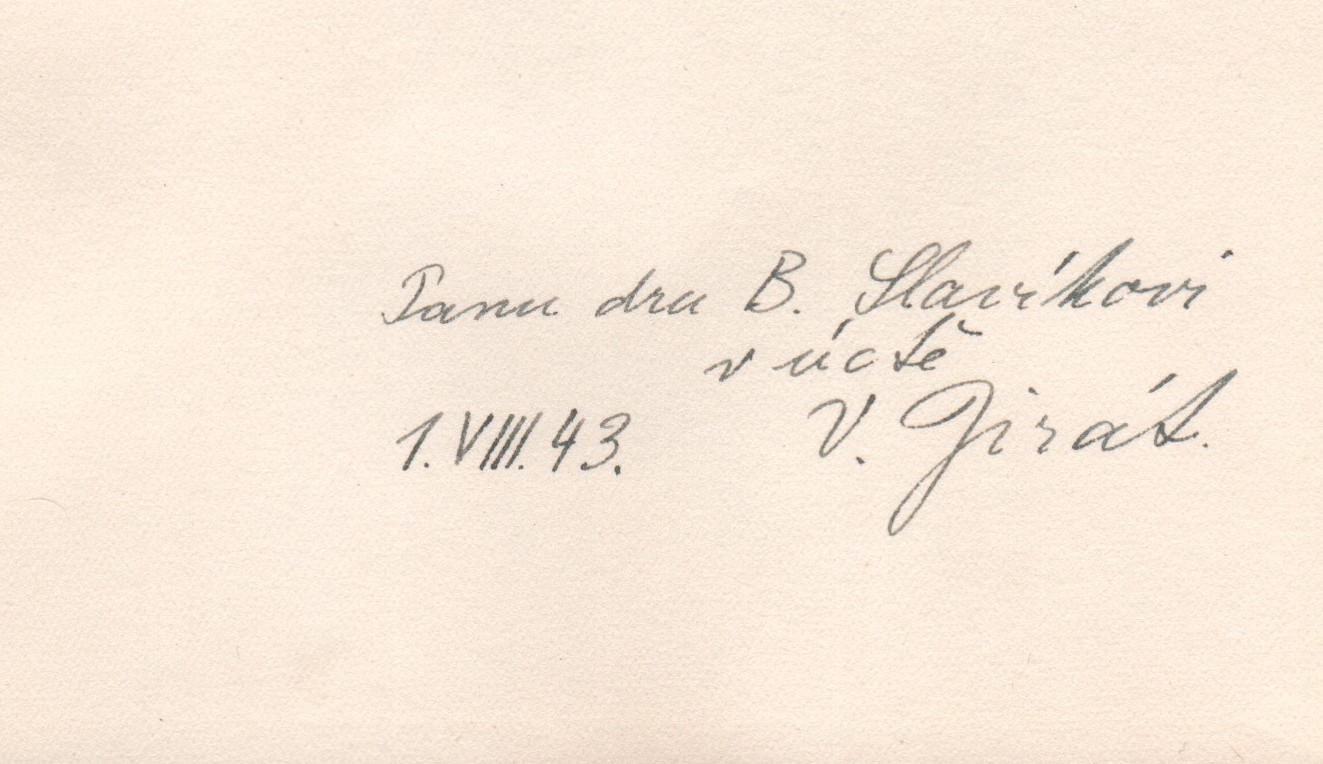 Panu dru B. Slavíkovi
v úctě
1.VIII.43. V. Jirát.